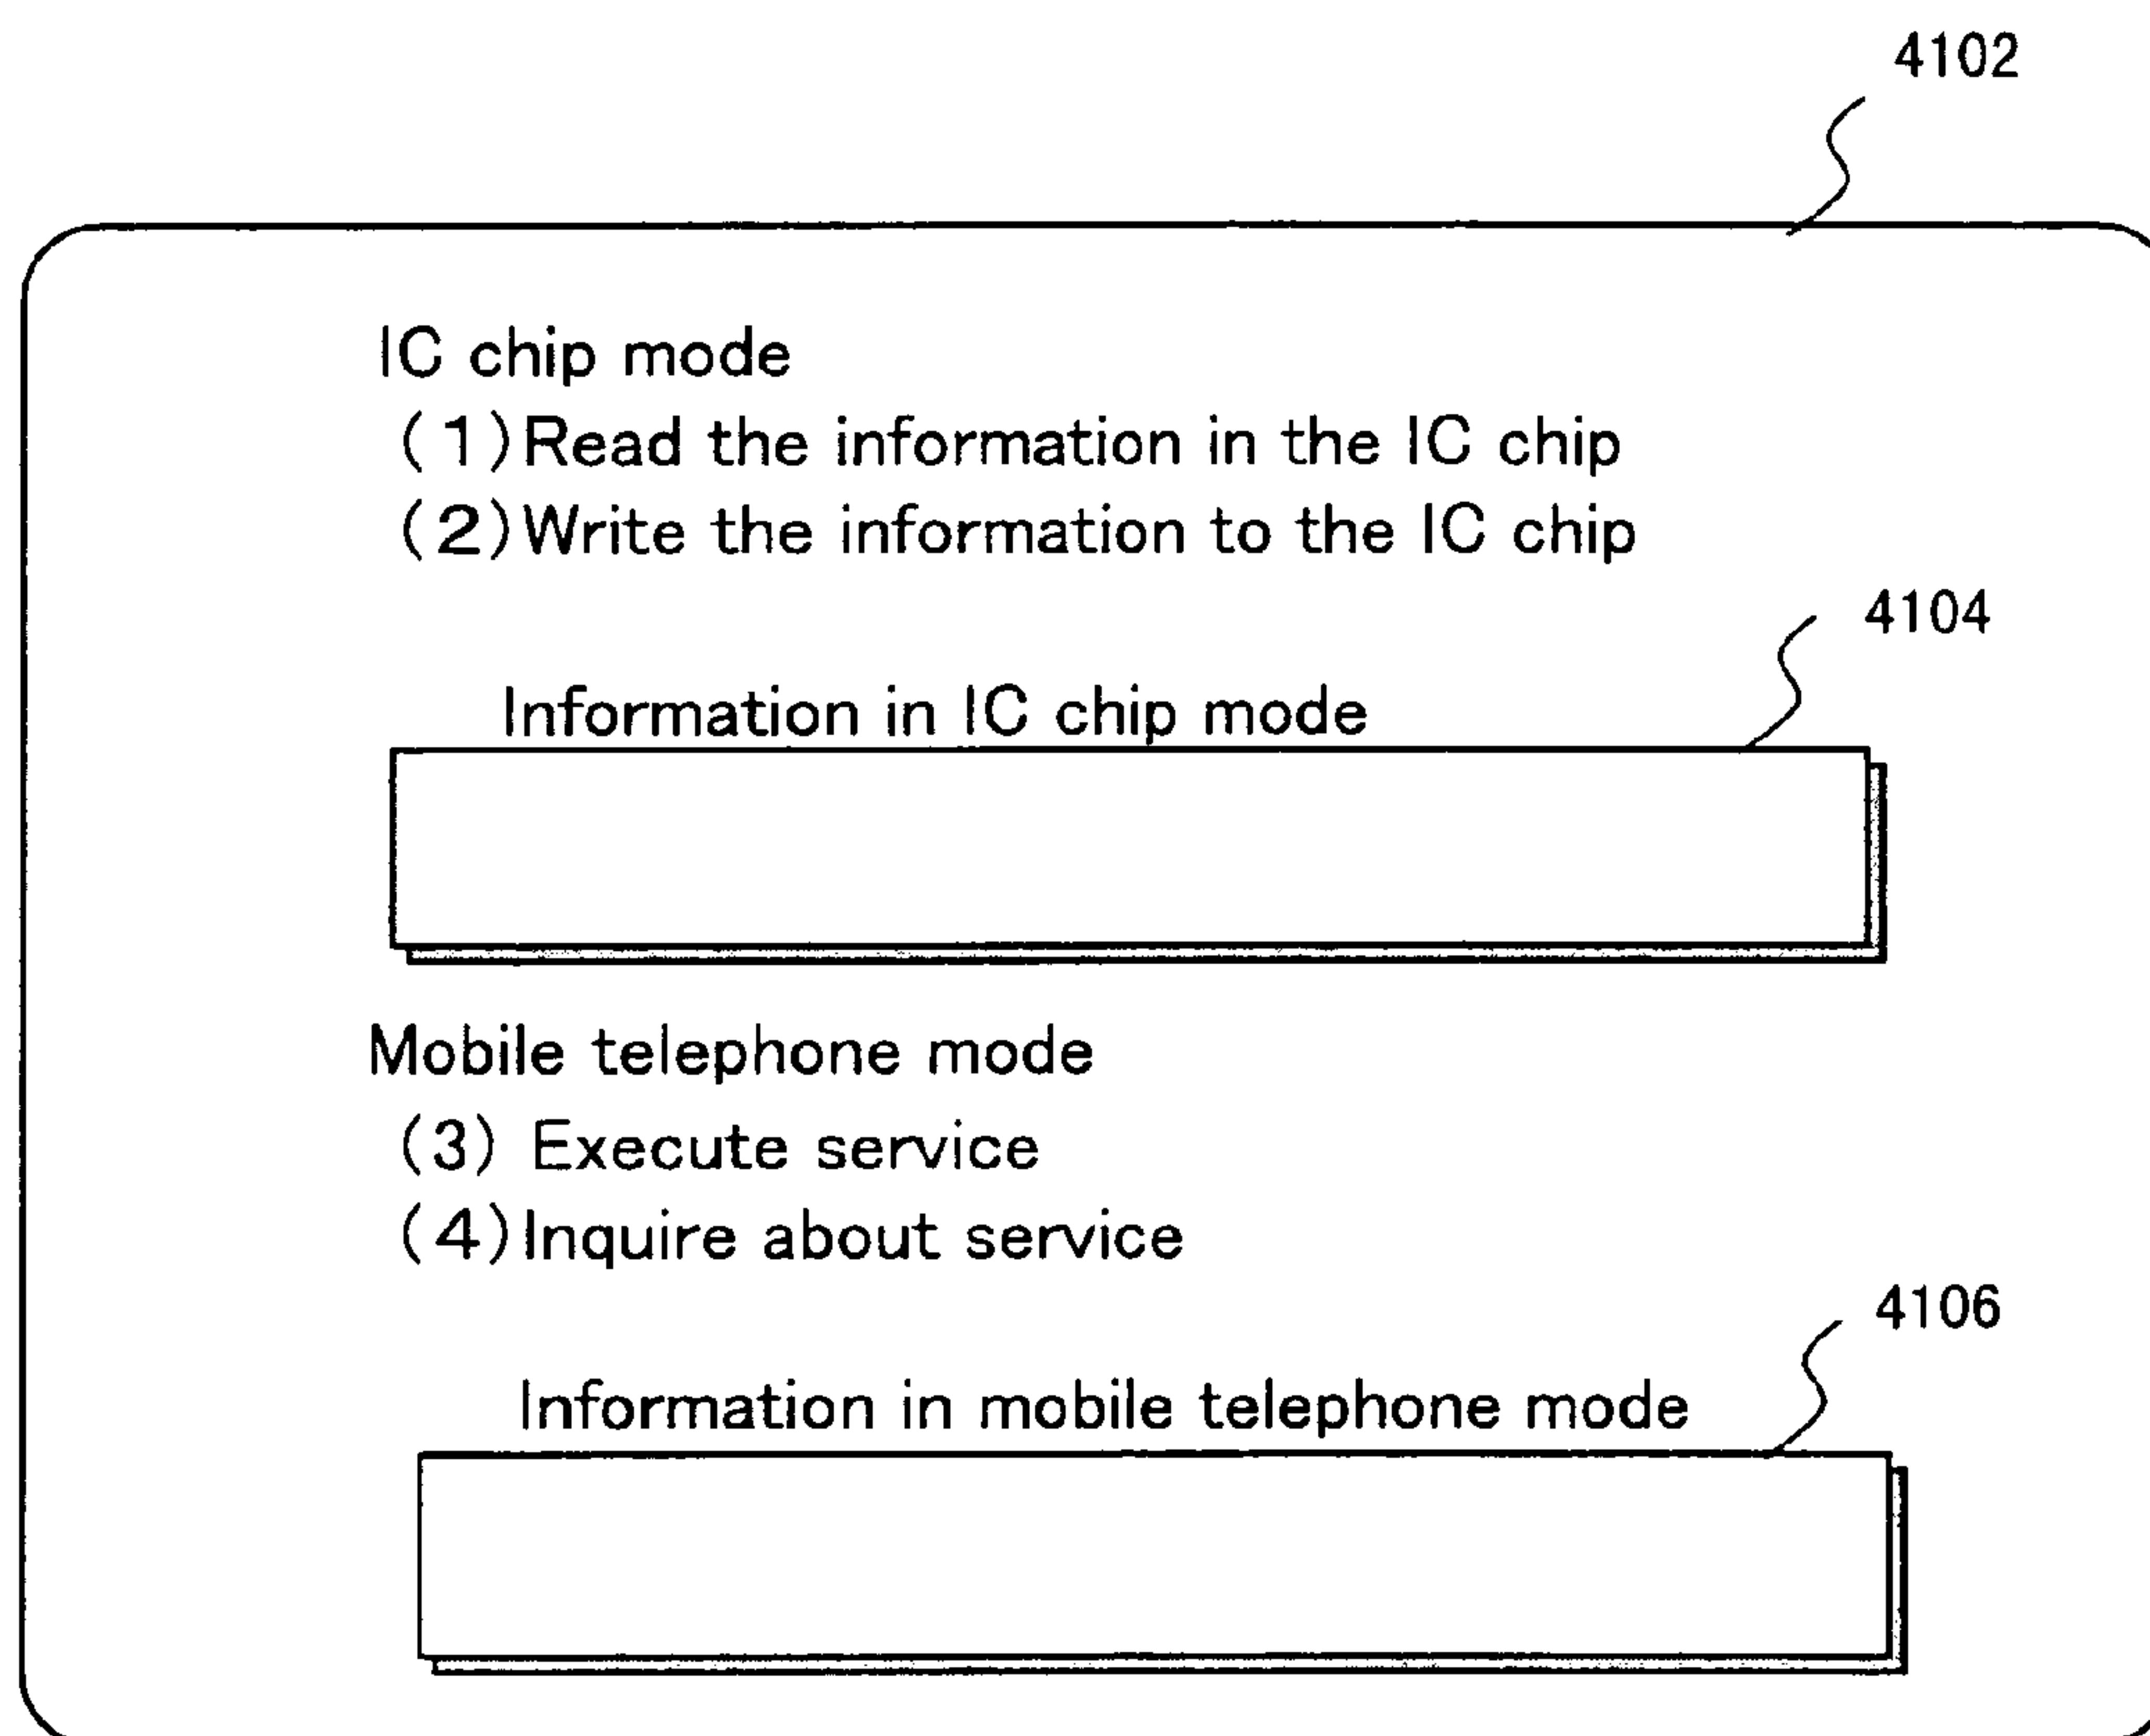 4102
IC chip mode
(1)Read the information in the IC chip
(2)Write the information to the IC chip
4104
Information in IC chip mode
Mobile telephone mode
(3) Execute service
(4)Inquire about service
4106
Information in mobile telephone mode